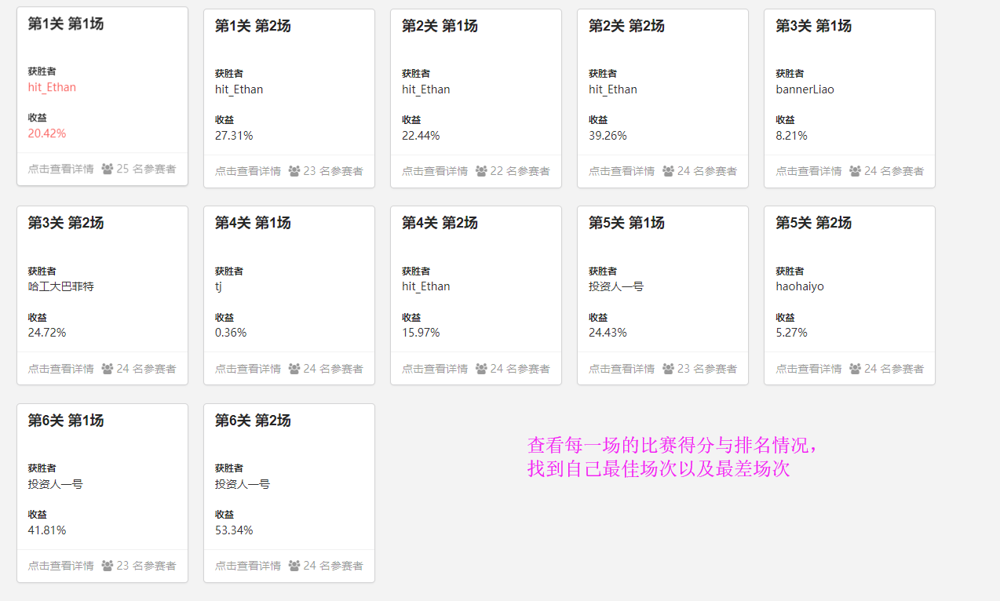 第1关 第1场
获胜者
hit_Ethan
收益
20.42%
点击查看详情 25 名参赛者
第1关 第2场
获胜者
hit_Ethan
收益
27.31%
点击查看详情 23 名参赛者
第2关 第1场
获胜者
hit_Ethan
收益
22.44%
点击查看详情 22 名参赛者
第2关 第2场
获胜者
hit_Ethan
收益
39.26%
点击查看详情 24 名参赛者
第3关 第1场
获胜者
bannerLiao
收益
8.21%
点击查看详情 24 名参赛者
第3关 第2场
获胜者
哈工大巴菲特
收益
24.72%
点击查看详情 24 名参赛者
第4关 第1场
获胜者
tj
收益
0.36%
点击查看详情 24 名参赛者
第4关 第2场
获胜者
hit_Ethan
收益
15.97%
点击查看详情 24 名参赛者
第5关 第1场
获胜者
投资人一号
收益
24.43%
点击查看详情 23 名参赛者
第5关 第2场
获胜者
haohaiyo
收益
5.27%
点击查看详情 24 名参赛者
第6关 第1场
获胜者
投资人一号
收益
41.81%
点击查看详情 23 名参赛者
第6关 第2场
获胜者
投资人一号
收益
53.34%
点击查看详情 24 名参赛者
查看每一场的比赛得分与排名情况，
找到自己最佳场次以及最差场次